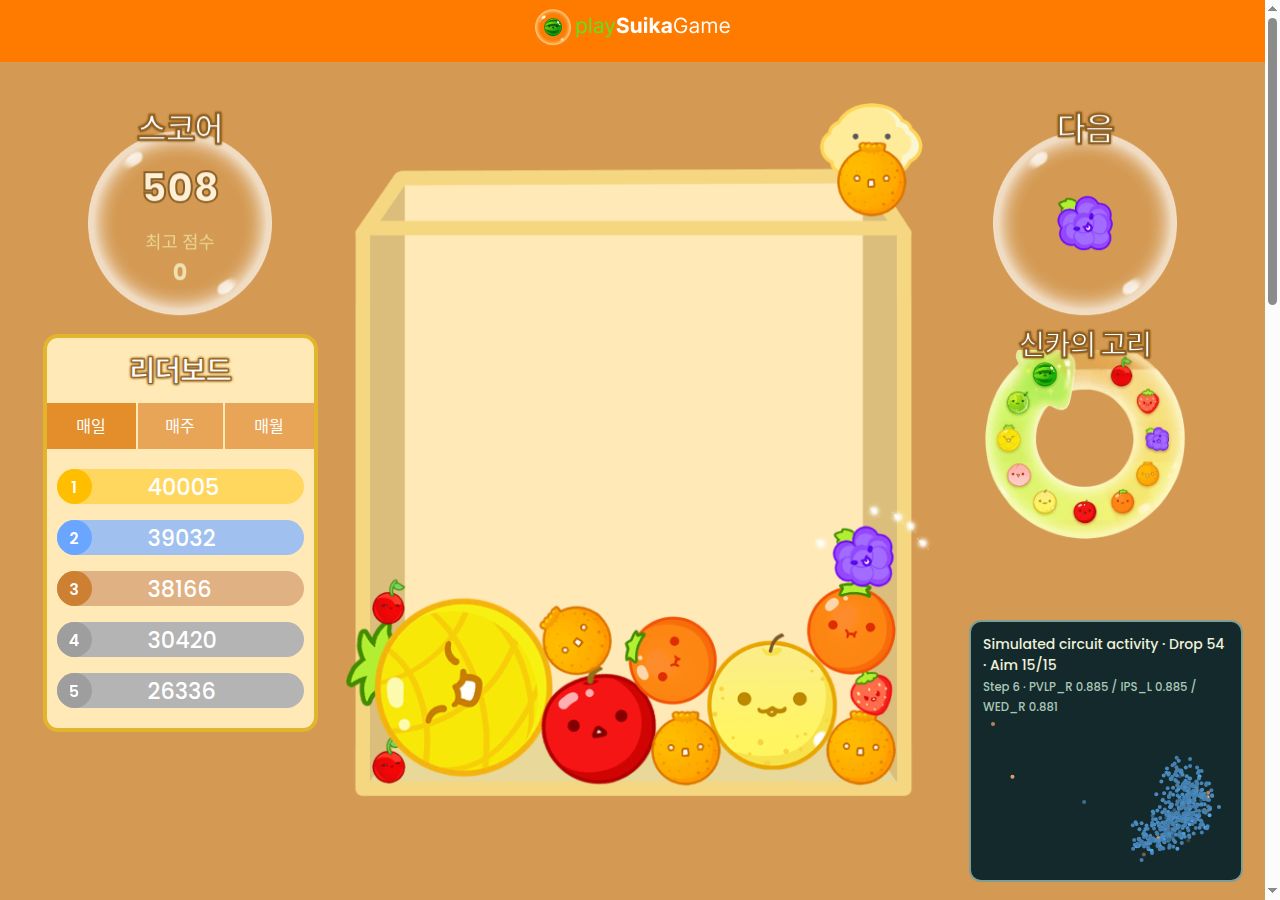 playSuikaGame
스코어
508
최고 점수
0
다음
신카의 고리
리더보드
매일 매주 매월
1 40005
2 39032
3 38166
4 30420
5 26336
Simulated circuit activity · Drop 54
· Aim 15/15
Step 6 · PVLP_R 0.885 / IPS_L 0.885 /
WED_R 0.881